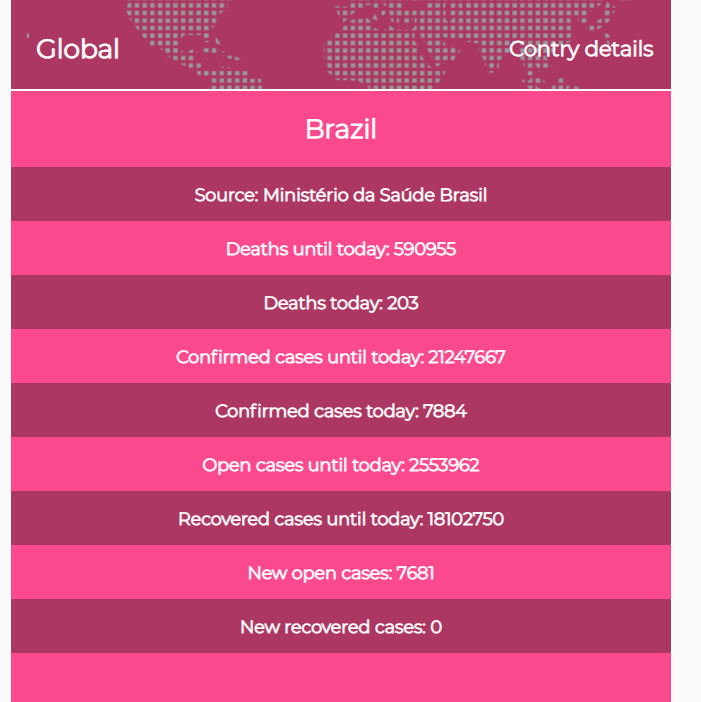 Global
Contry details
Brazil
Source: Ministério da Saúde Brasil
Deaths until today: 590955
Deaths today: 203
Confirmed cases until today: 21247667
Confirmed cases today: 7884
Open cases until today: 2553962
Recovered cases until today: 18102750
New open cases: 7681
New recovered cases: 0